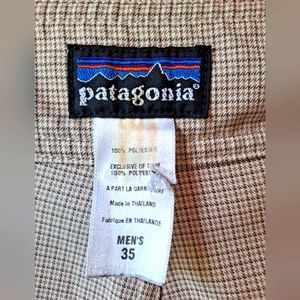 patagonia®
100% POLYESTER
EXCLUSIVE OF TRIM
100% POLYESTER
A PART LA GARNITURE
Made in THAILAND
Fabriqué en THAILANDE
MEN'S
35